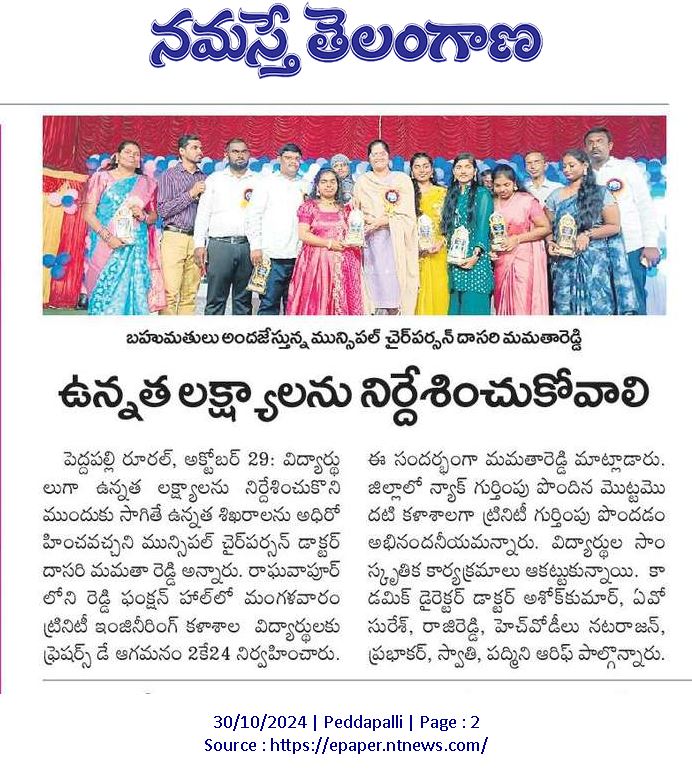 నమస్తే తెలంగాణ
బహుమతులు అందజేస్తున్న మున్సిపల్ చైర్‌పర్సన్ దాసరి మమతారెడ్డి
ఉన్నత లక్ష్యాలను నిర్దేశించుకోవాలి
పెద్దపల్లి రూరల్, అక్టోబర్ 29: విద్యార్థు
లుగా ఉన్నత లక్ష్యాలను నిర్దేశించుకొని
ముందుకు సాగితే ఉన్నత శిఖరాలను అధిరో
హించవచ్చని మున్సిపల్ చైర్‌పర్సన్ డాక్టర్
దాసరి మమతా రెడ్డి అన్నారు. రాఘవాపూర్
లోని రెడ్డి ఫంక్షన్ హాల్‌లో మంగళవారం
ట్రినిటీ ఇంజినీరింగ్ కళాశాల విద్యార్థులకు
ఫ్రెషర్స్ డే ఆగమనం 2కే24 నిర్వహించారు.
ఈ సందర్భంగా మమతారెడ్డి మాట్లాడారు.
జిల్లాలో న్యాక్ గుర్తింపు పొందిన మొట్టమొ
దటి కళాశాలగా ట్రినిటీ గుర్తింపు పొందడం
అభినందనీయమన్నారు. విద్యార్థుల సాం
స్కృతిక కార్యక్రమాలు ఆకట్టుకున్నాయి. కా
డమిక్ డైరెక్టర్ డాక్టర్ అశోక్‌కుమార్, ఏవో
సురేశ్, రాజిరెడ్డి, హెచ్‌వోడీలు నటరాజన్,
ప్రభాకర్, స్వాతి, పద్మిని ఆరిఫ్ పాల్గొన్నారు.
30/10/2024 | Peddapalli | Page : 2
Source : https://epaper.ntnews.com/